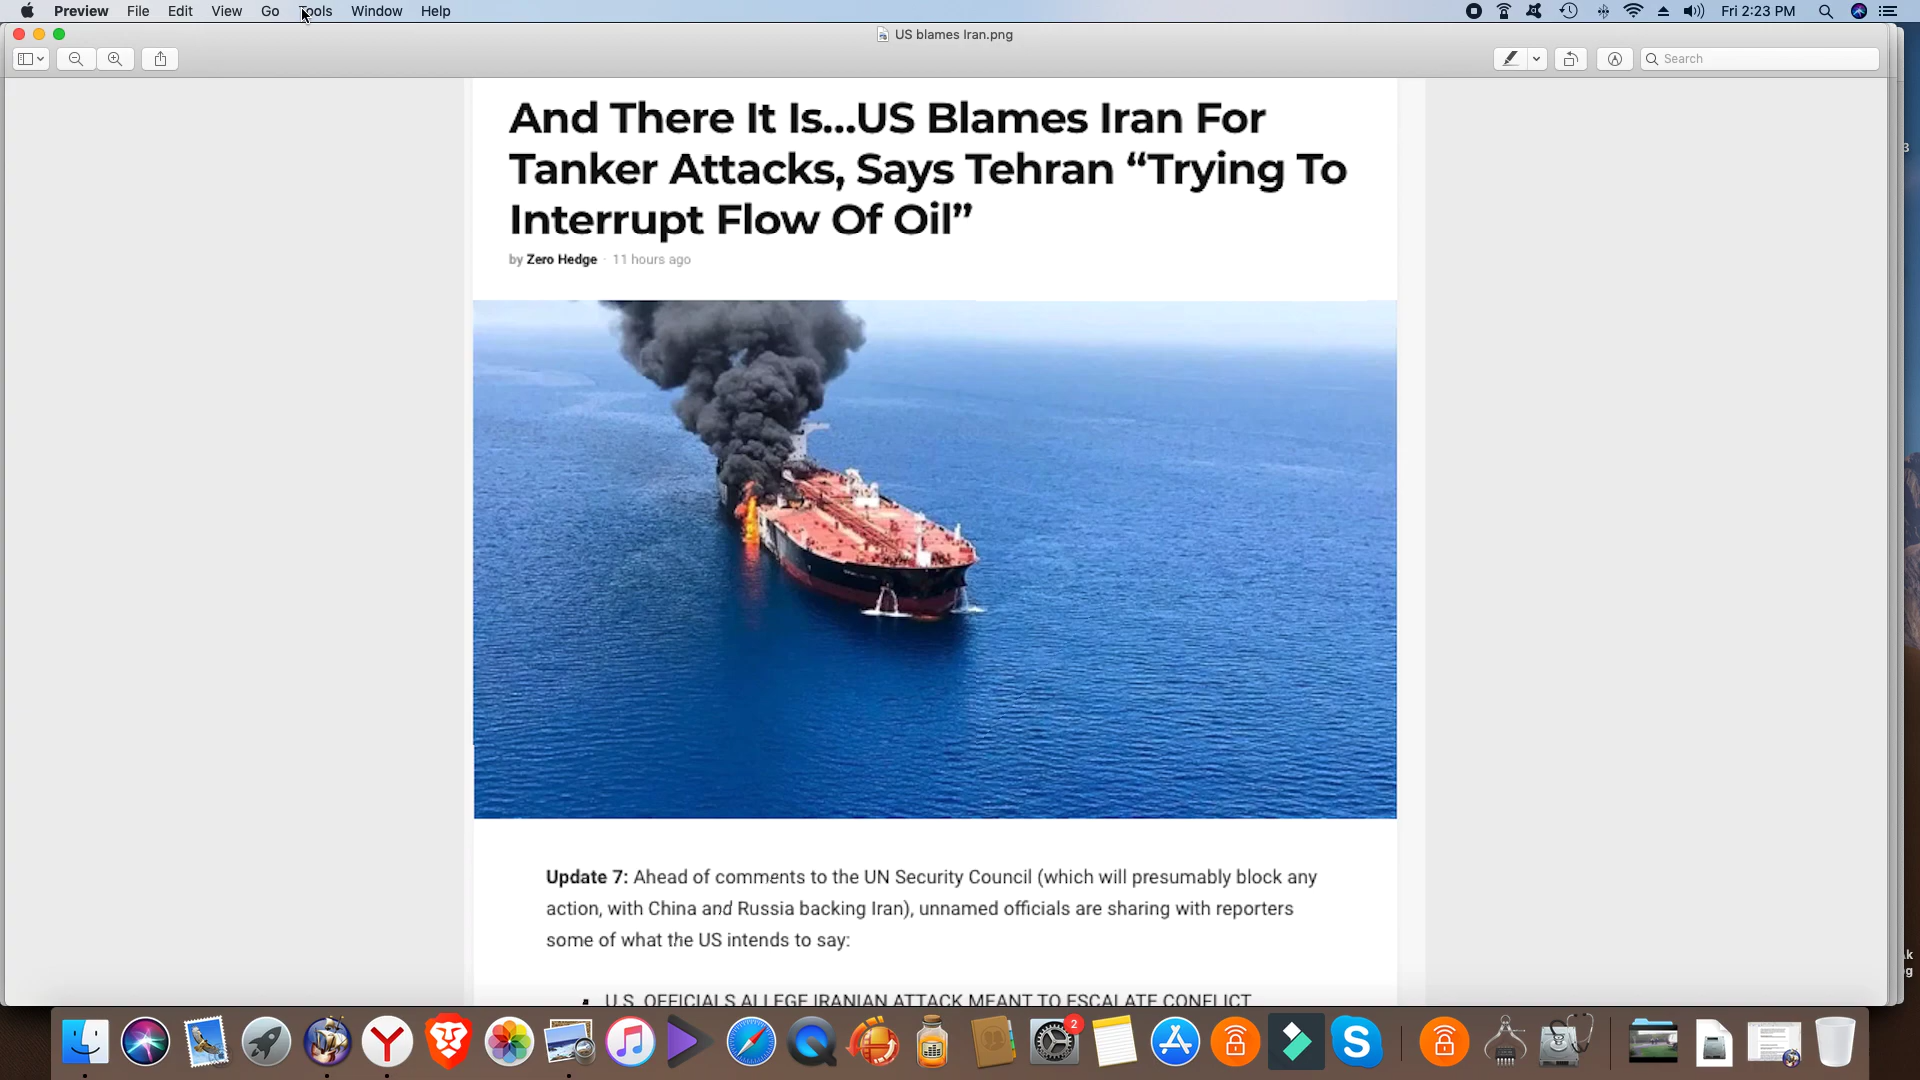 Preview File Edit View Go Tools Window Help Fri 2:23 PM
US blames Iran.png
Search
And There It Is...US Blames Iran For
Tanker Attacks, Says Tehran “Trying To
Interrupt Flow Of Oil”
by Zero Hedge · 11 hours ago
Update 7: Ahead of comments to the UN Security Council (which will presumably block any
action, with China and Russia backing Iran), unnamed officials are sharing with reporters
some of what the US intends to say:
▪ U.S. OFFICIALS ALLEGE IRANIAN ATTACK MEANT TO ESCALATE CONFLICT
2